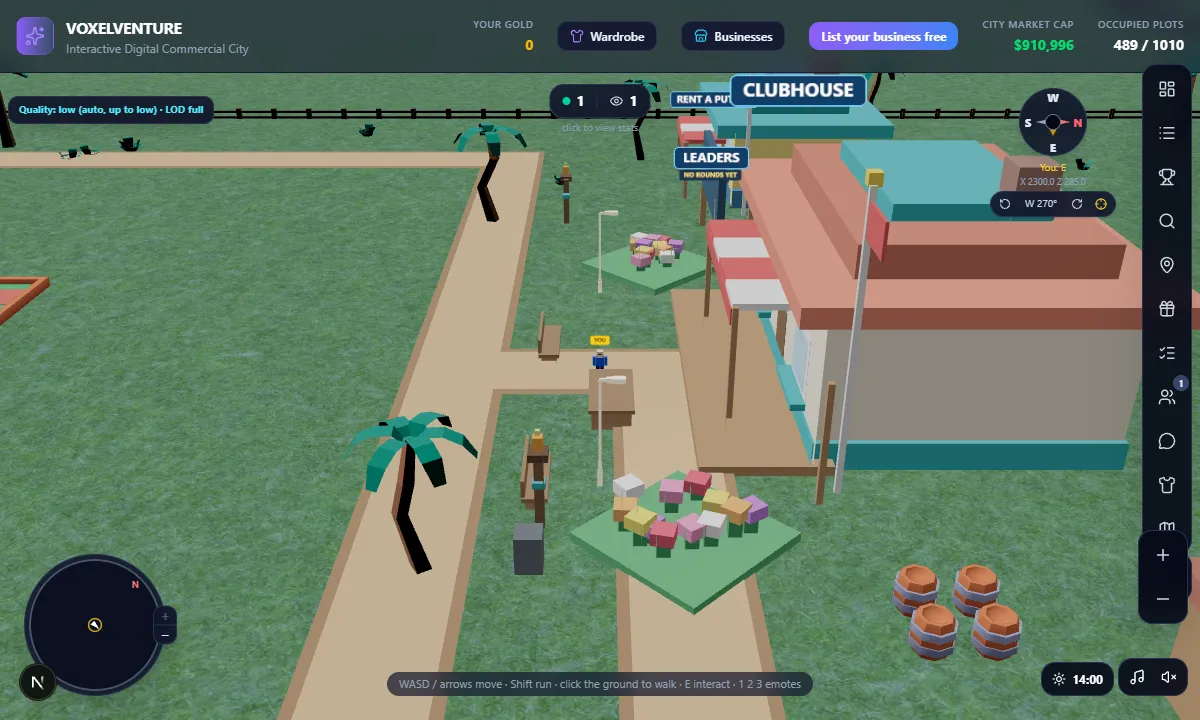 VOXELVENTURE
Interactive Digital Commercial City
YOUR GOLD
0
Wardrobe
Businesses
List your business free
CITY MARKET CAP
$910,996
OCCUPIED PLOTS
489 / 1010
Quality: low (auto, up to low) · LOD full
1
1
click to view stats
RENT A PU
CLUBHOUSE
LEADERS
NO ROUNDS YET
W
S
N
E
You: E
X 2300.0 Z 285.0
W 270°
YOU
1
N
+
−
N
+
−
WASD / arrows move · Shift run · click the ground to walk · E interact · 1 2 3 emotes
14:00